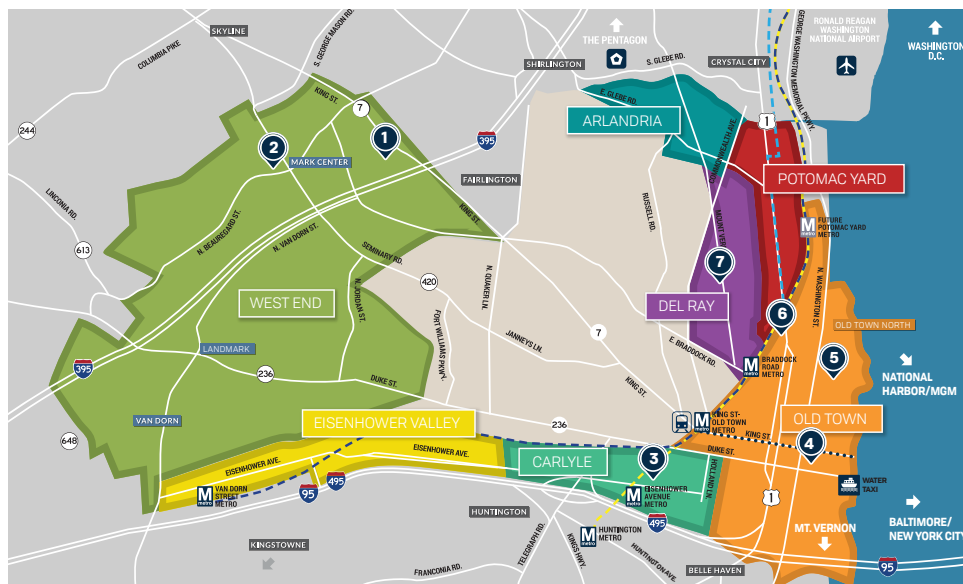 SKYLINE
COLUMBIA PIKE
S. GEORGE MASON RD.
THE PENTAGON
RONALD REAGAN
WASHINGTON
NATIONAL AIRPORT
GEORGE WASHINGTON MEMORIAL PKWY.
WASHINGTON
D.C.
SHIRLINGTON
S. GLEBE RD.
CRYSTAL CITY
KING ST.
7
E. GLEBE RD.
244
1
2
395
ARLANDRIA
COMMONWEALTH AVE.
1
MARK CENTER
FAIRLINGTON
POTOMAC YARD
LINCONIA RD.
KING ST.
RUSSELL RD.
MOUNT VER
M
metro
FUTURE
POTOMAC YARD
METRO
613
N. BEAUREGARD ST.
N. VAN DORN ST.
SEMINARY RD.
420
N. QUAKER LN.
7
N. WASHINGTON ST.
WEST END
N. JORDAN ST.
FORT WILLIAMS PKWY.
JANNEYS LN.
7
DEL RAY
6
OLD TOWN NORTH
LANDMARK
E. BRADDOCK RD.
M
metro
BRADDOCK
ROAD
METRO
5
NATIONAL
HARBOR/MGM
395
236
DUKE ST.
KING ST.
VAN DORN
EISENHOWER VALLEY
236
M
metro
KING ST-
OLD TOWN
METRO
OLD TOWN
KING ST.
4
648
EISENHOWER AVE.
EISENHOWER AVE.
CARLYLE
3
DUKE ST.
HOLLAND LN.
M
metro
VAN DORN
STREET
METRO
95
495
M
metro
EISENHOWER
AVENUE
METRO
1
WATER
TAXI
HUNTINGTON
495
BALTIMORE/
NEW YORK CITY
KINGSTOWNE
TELEGRAPH RD.
KINGS HWY.
M
metro
HUNTINGTON
METRO
HUNTINGTON AVE.
MT. VERNON
FRANCONIA RD.
BELLE HAVEN
95